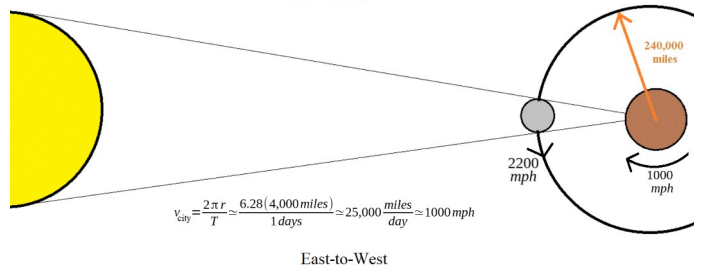 240,000
miles
2200
mph
1000
mph
v_city = 2πr/T ≃ 6.28(4,000 miles)/1 days ≃ 25,000 miles/day ≃ 1000 mph
East-to-West